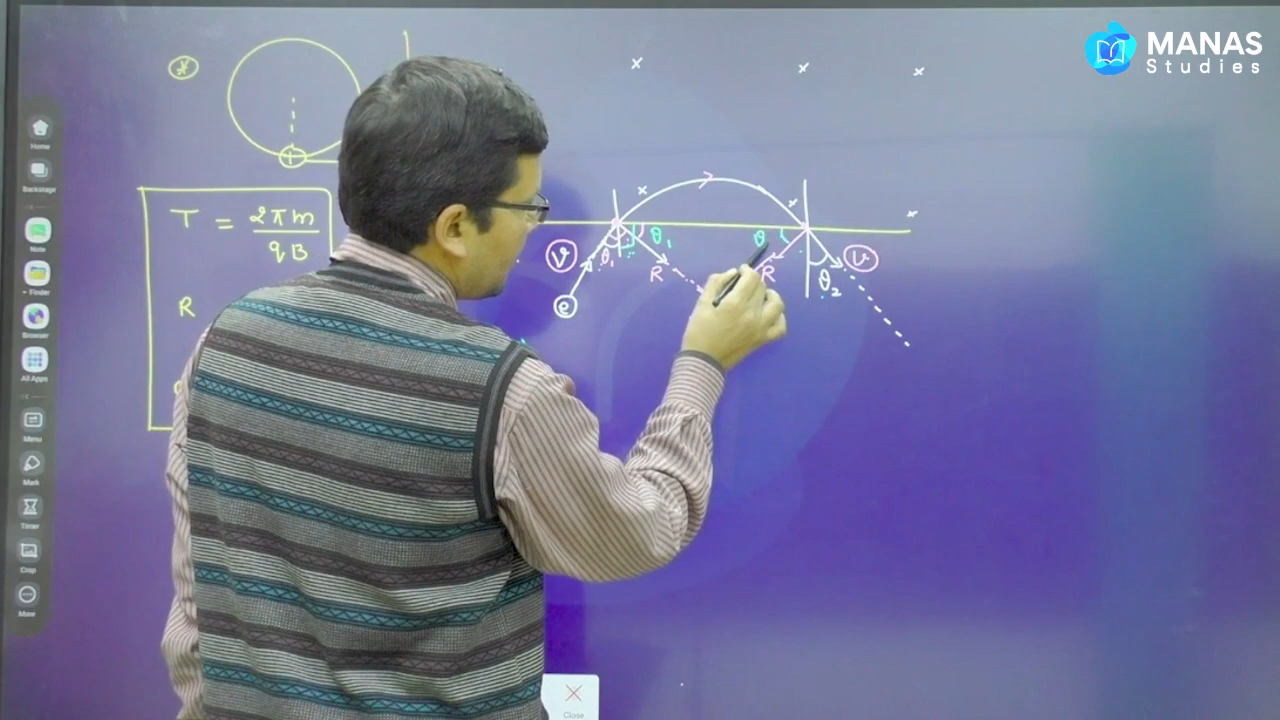 MANAS
Studies
Home
Backstage
Note
Finder
Browser
All Apps
Menu
Mark
Timer
Crop
More
T = 2πm / qB
R
V
θ₁
θ₁
R
e
θ
R
θ₂
V
Close